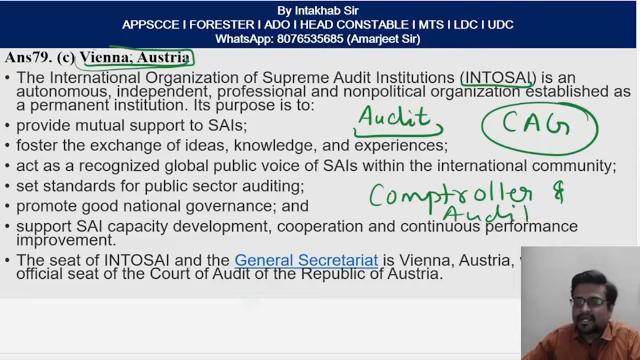 By Intakhab Sir
APPSCCE I FORESTER I ADO I HEAD CONSTABLE I MTS I LDC I UDC
WhatsApp: 8076535685 (Amarjeet Sir)
Ans79. (c) Vienna, Austria
• The International Organization of Supreme Audit Institutions (INTOSAI) is an
autonomous, independent, professional and nonpolitical organization established as
a permanent institution. Its purpose is to:
Audit
CAG
• provide mutual support to SAIs;
• foster the exchange of ideas, knowledge, and experiences;
• act as a recognized global public voice of SAIs within the international community;
• set standards for public sector auditing;
Comptroller &
Audit
• promote good national governance; and
• support SAI capacity development, cooperation and continuous performance
improvement.
• The seat of INTOSAI and the General Secretariat is Vienna, Austria,
official seat of the Court of Audit of the Republic of Austria.